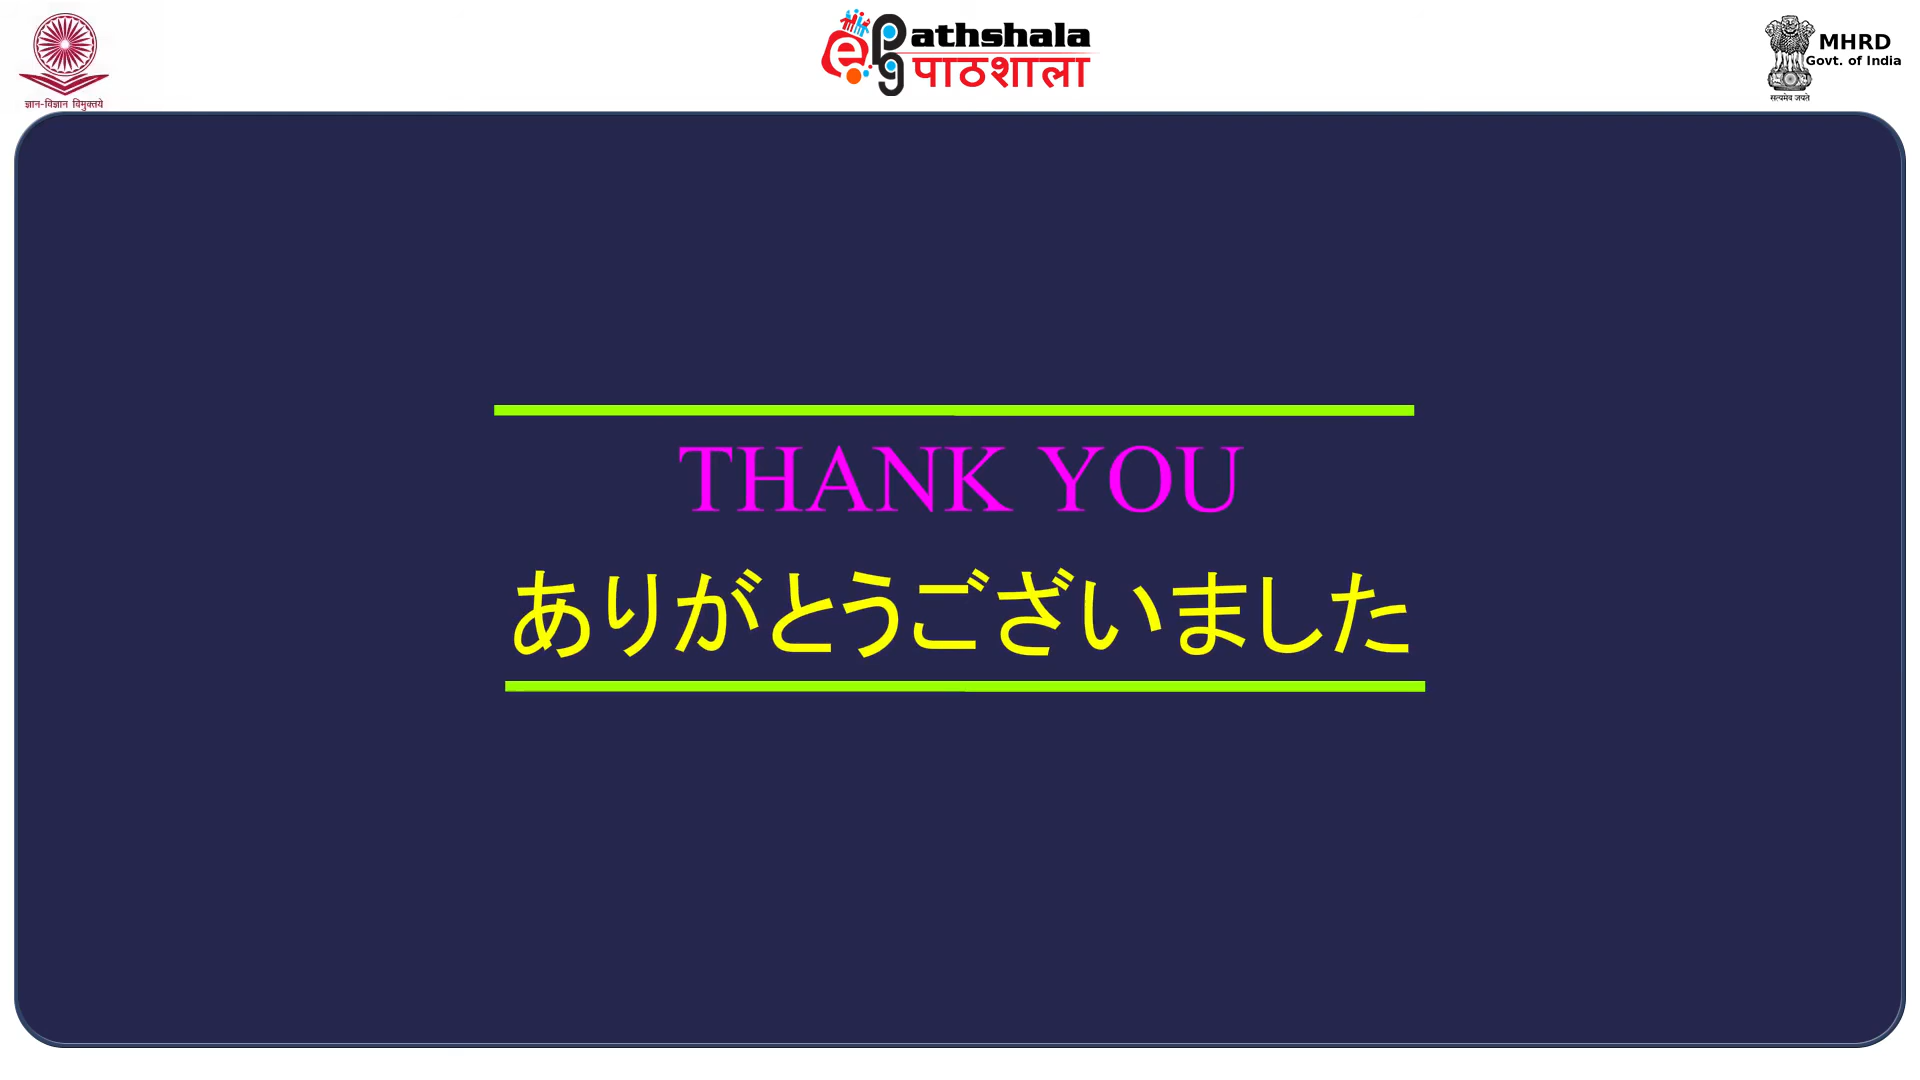 ज्ञान-विज्ञान विमुक्तये
e PG Pathshala
पाठशाला
MHRD
Govt. of India
सत्यमेव जयते
THANK YOU
ありがとうございました